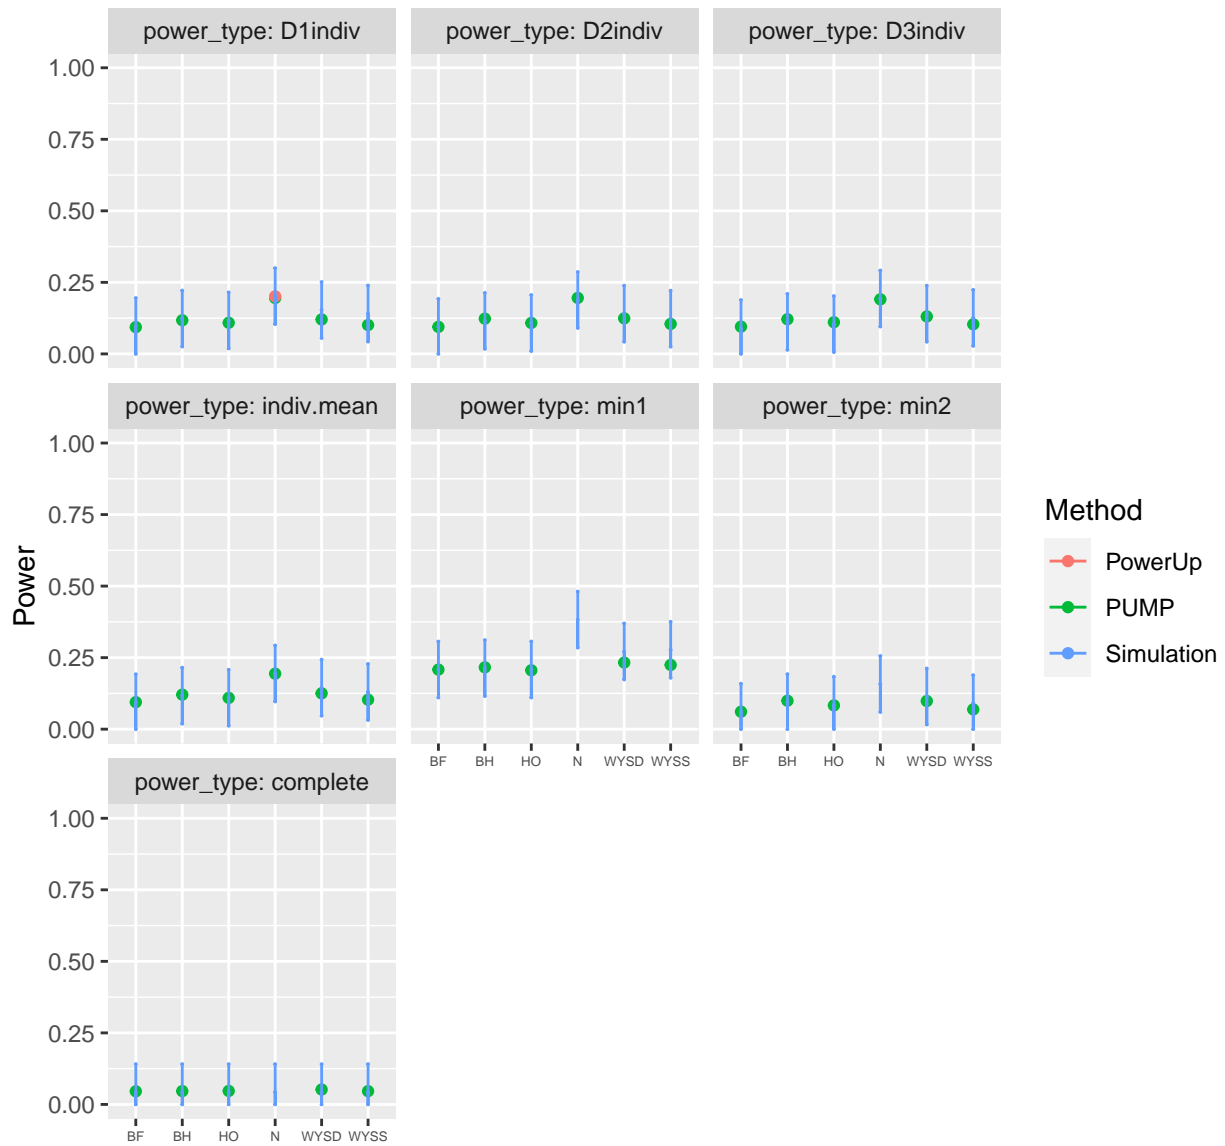 power_type: D1indiv
power_type: D2indiv
power_type: D3indiv
1.00
0.75
0.50
0.25
0.00
power_type: indiv.mean
power_type: min1
power_type: min2
1.00
0.75
0.50
0.25
0.00
BF BH HO N WYSD WYSS
BF BH HO N WYSD WYSS
power_type: complete
1.00
0.75
0.50
0.25
0.00
BF BH HO N WYSD WYSS
Power
Method
PowerUp
PUMP
Simulation